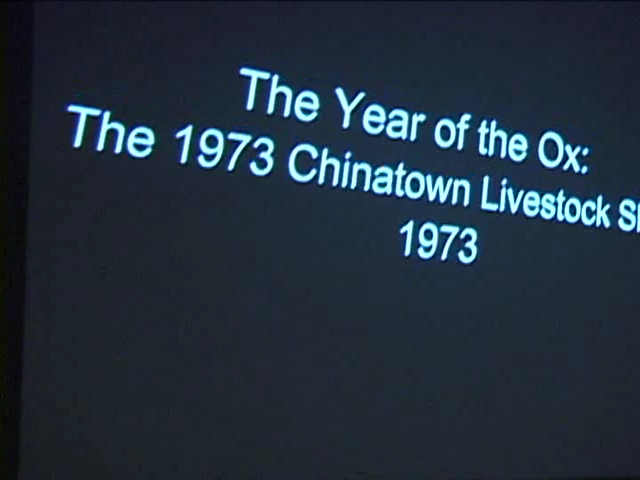 The Year of the Ox:
The 1973 Chinatown Livestock
1973